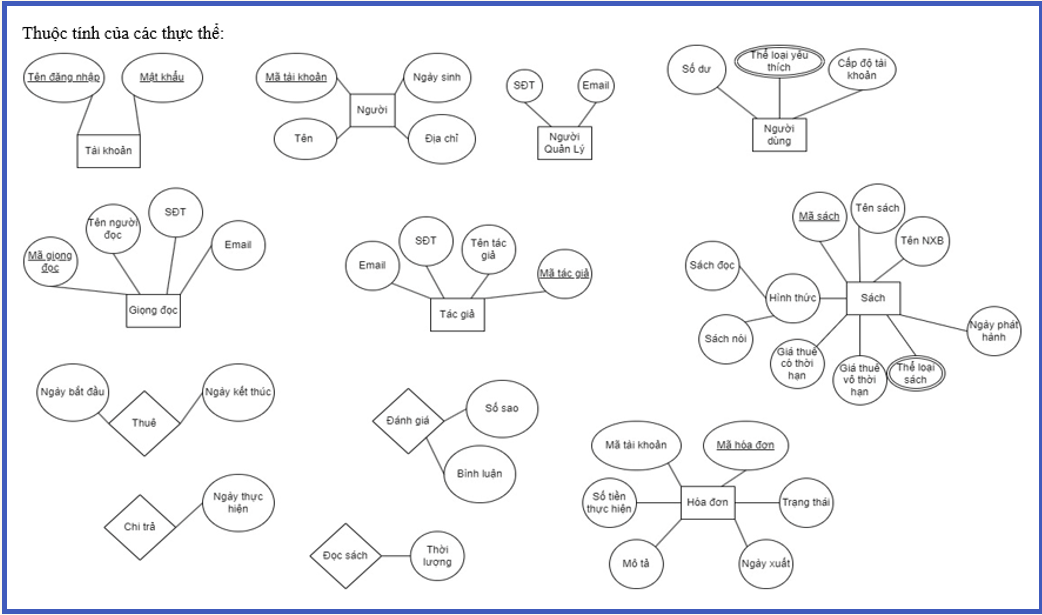 Thuộc tính của các thực thể:
Tên đăng nhập
Mật khẩu
Tài khoản
Mã tài khoản
Ngày sinh
Người
Tên
Địa chỉ
SĐT
Email
Người
Quản Lý
Số dư
Thể loại yêu
thích
Cấp độ tài
khoản
Người
dùng
Mã giọng
đọc
Tên người
đọc
SĐT
Email
Giọng đọc
Email
SĐT
Tên tác
giả
Mã tác giả
Tác giả
Mã sách
Tên sách
Tên NXB
Sách đọc
Hình thức
Sách
Sách nói
Giá thuê
có thời
hạn
Giá thuê
vô thời
hạn
Thể loại
sách
Ngày phát
hành
Ngày bắt đầu
Thuê
Ngày kết thúc
Đánh giá
Số sao
Bình luận
Chi trả
Ngày thực
hiện
Đọc sách
Thời
lượng
Mã tài khoản
Mã hóa đơn
Số tiền
thực hiện
Hóa đơn
Trạng thái
Mô tả
Ngày xuất